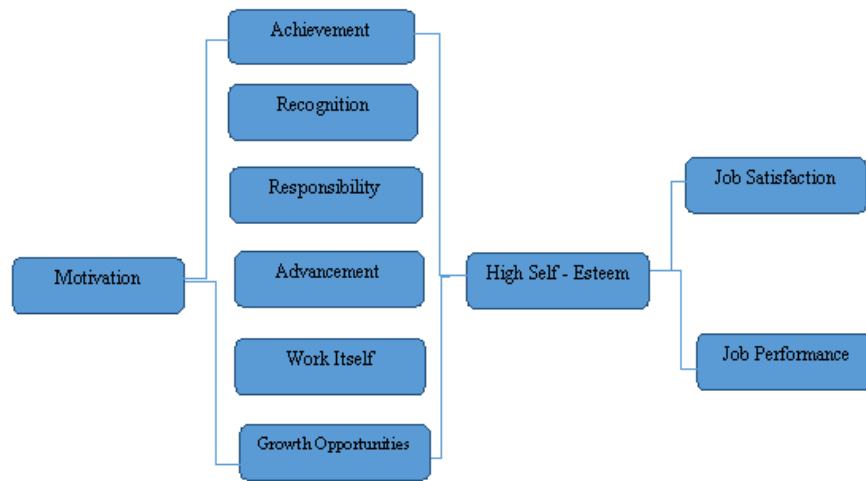 Achievement
Recognition
Responsibility
Advancement
Work Itself
Growth Opportunities
Motivation
High Self - Esteem
Job Satisfaction
Job Performance